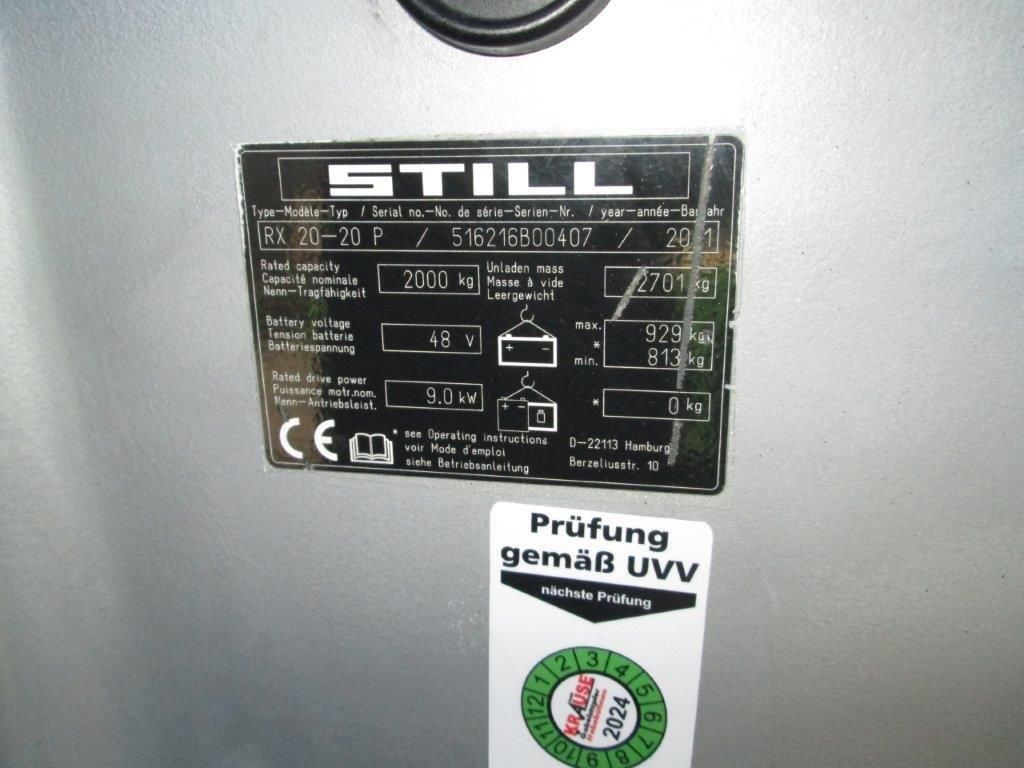 STILL
Type-Modèle-Typ / Serial no.-No. de série-Serien-Nr. / year-année-Baujahr
RX 20-20 P / 516216B00407 /
Rated capacity
Capacité nominale
Nenn-Tragfähigkeit
2000 kg
Unladen mass
Masse à vide
Leergewicht
2701 kg
Battery voltage
Tension batterie
Batteriespannung
48 V
+ -
max.
*
min.
929 kg
813 kg
Rated drive power
Puissance motr.nom.
Nenn-Antriebsleist.
9.0 kW
+ -
* 0 kg
CE
* see Operating instructions
voir Mode d'emploi
siehe Betriebsanleitung
D-22113 Hamburg
Berzeliusstr. 10
Prüfung
gemäß UVV
nächste Prüfung
1 2 3 4 5 6 7 8 9 10 11 12
KRAUSE
Gabelstapler
Hebebühnen
2024